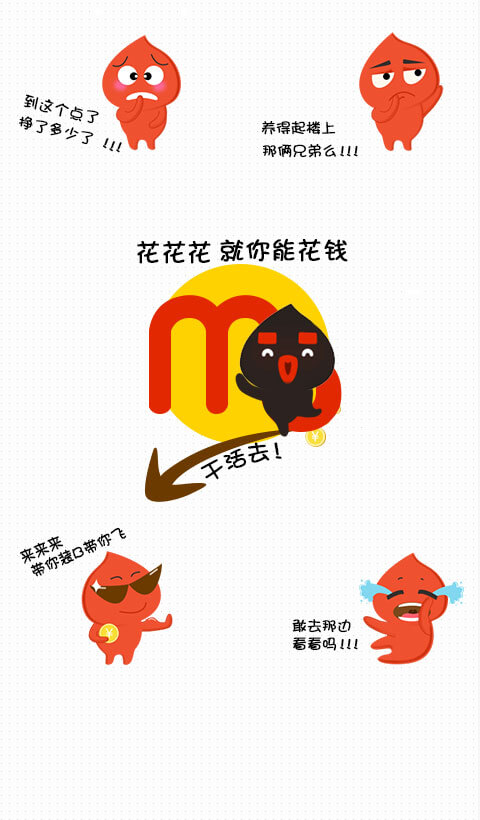 到这个点了
挣了多少了 !!!
养得起楼上
那俩兄弟么!!!
花花花 就你能花钱
m
干活去!
来来来
带你装B带你飞
敢去那边
看看吗!!!